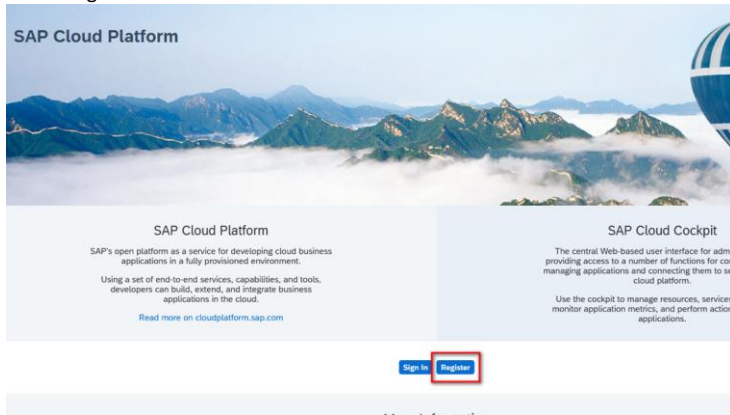 SAP Cloud Platform
SAP Cloud Platform
SAP's open platform as a service for developing cloud business
applications in a fully provisioned environment.
Using a set of end-to-end services, capabilities, and tools,
developers can build, extend, and integrate business
applications in the cloud.
Read more on cloudplatform.sap.com
SAP Cloud Cockpit
The central Web-based user interface for
providing access to a number of functions for
managing applications and connecting them to
cloud platform.
Use the cockpit to manage resources,
monitor application metrics, and perform
applications.
Sign In Register